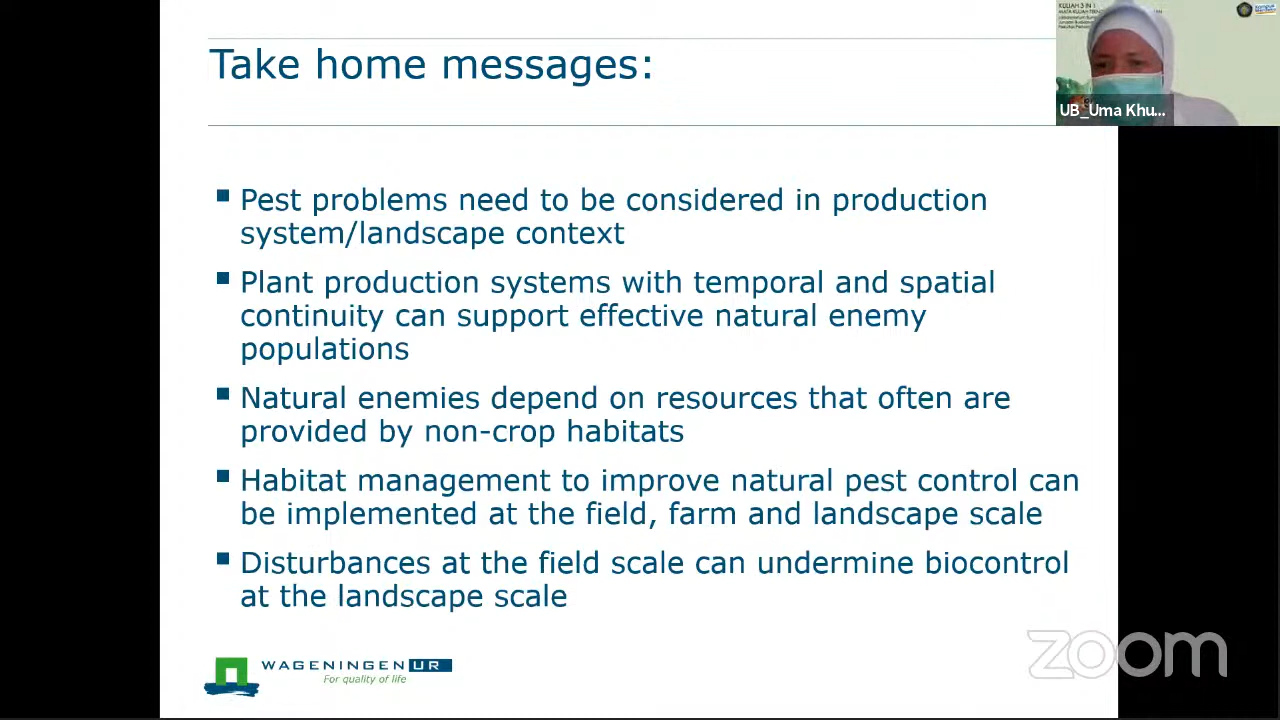 Take home messages:
KULIAH 3 IN 1
UB_Uma Khu...
Pest problems need to be considered in production
system/landscape context
Plant production systems with temporal and spatial
continuity can support effective natural enemy
populations
Natural enemies depend on resources that often are
provided by non-crop habitats
Habitat management to improve natural pest control can
be implemented at the field, farm and landscape scale
Disturbances at the field scale can undermine biocontrol
at the landscape scale
WAGENINGEN UR
For quality of life
zoom